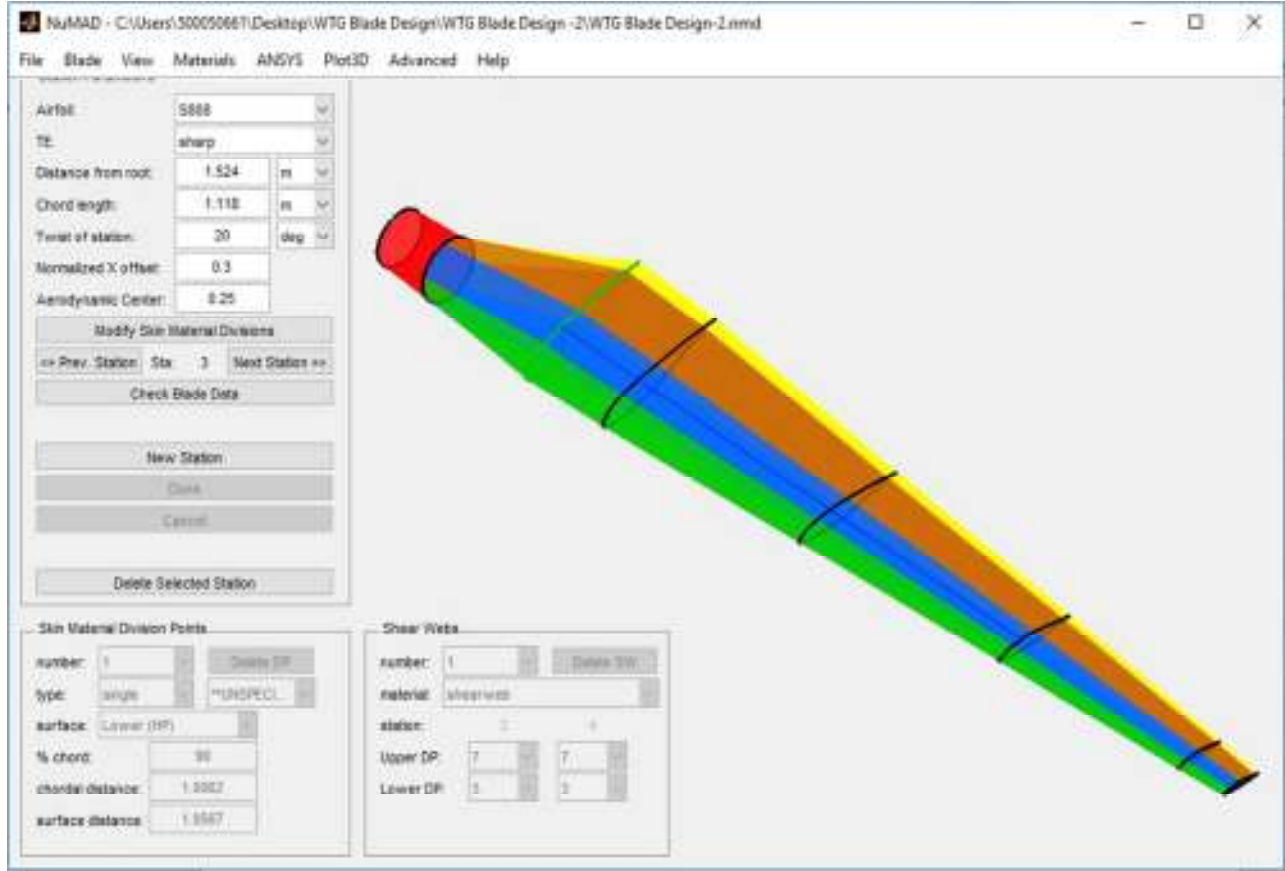 NuMAD - C:\Users\500050661\Desktop\WTG Blade Design\WTG Blade Design -2\WTG Blade Design-2.nmd
File Blade View Materials ANSYS Plot3D Advanced Help
Airfoil: S808
TE: sharp
Distance from root: 1.524 m
Chord length: 1.118 m
Twist of station: 20 deg
Normalized X offset: 0.3
Aerodynamic Center: 0.25
Modify Skin Material Divisions
<< Prev. Station Sta: 3 Next Station >>
Check Blade Data
New Station
Done
Cancel
Delete Selected Station
Skin Material Division Points
number: 1 Delete DP
type: single **UNSPECI...
surface: Lower (HP)
% chord: 90
chordal distance: 1.0062
surface distance:
Shear Webs
number: 1 Delete SW
material: shearweb
station: 4
Upper DP: 7 7
Lower DP: 3 3